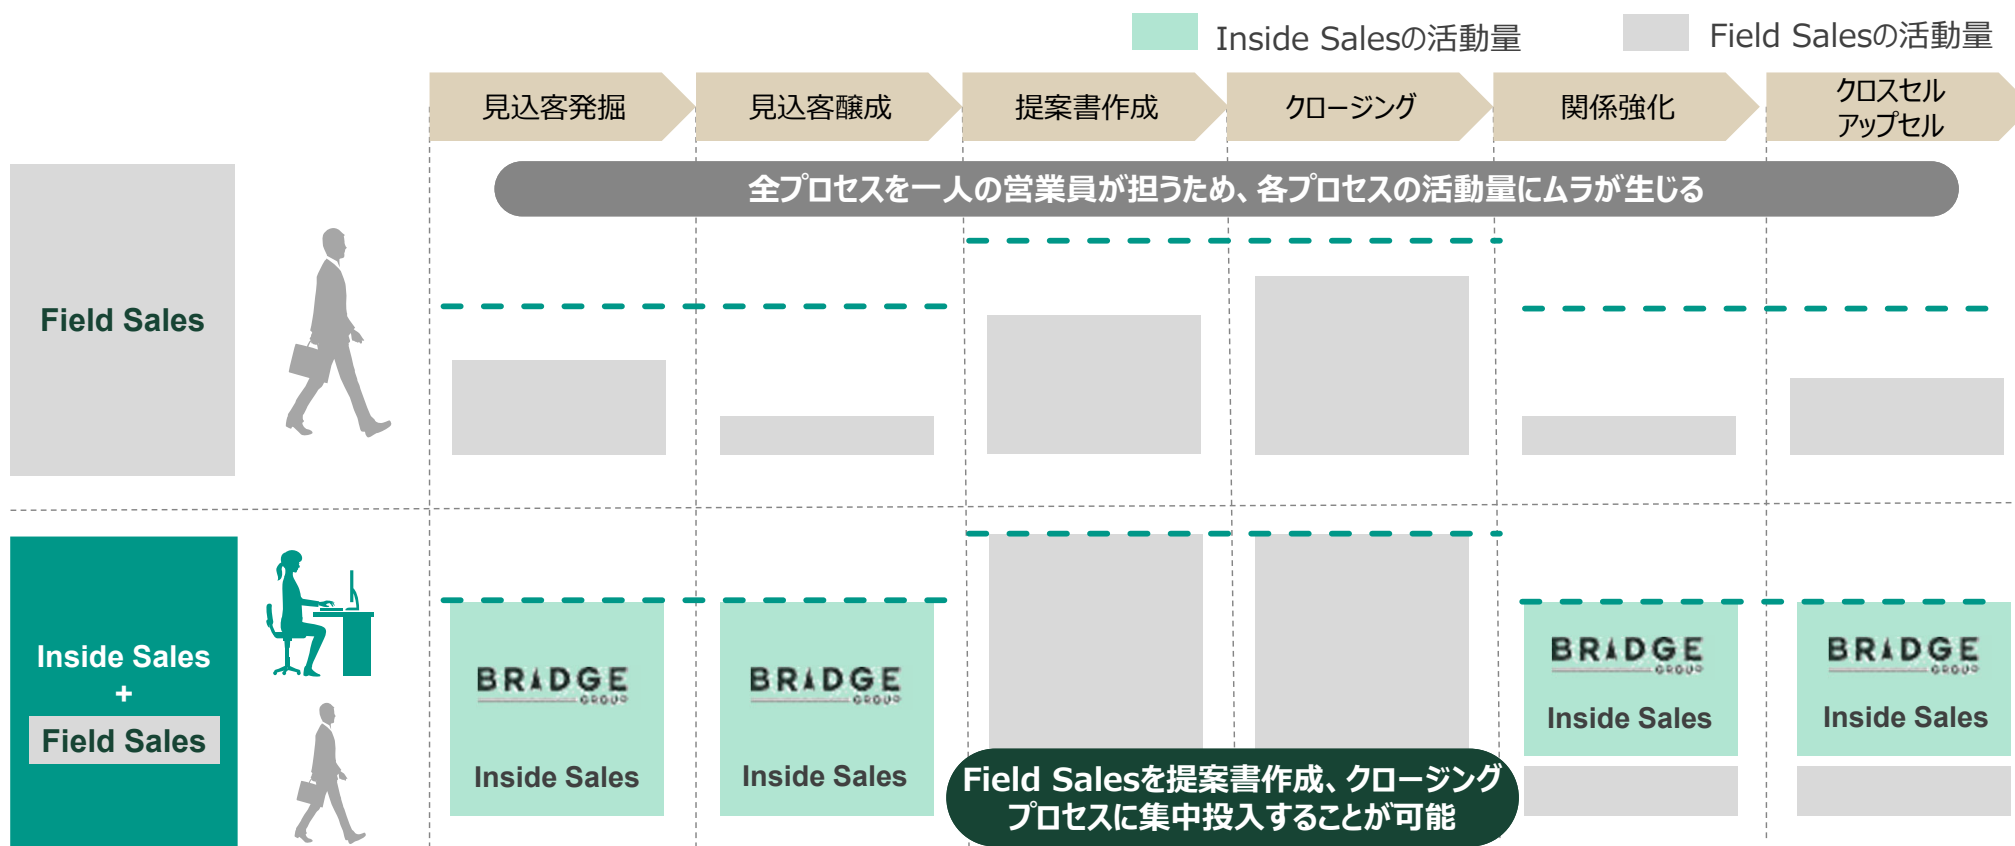 Inside Salesの活動量
Field Salesの活動量
見込客発掘
見込客醸成
提案書作成
クロージング
関係強化
クロスセル
アップセル
全プロセスを一人の営業員が担うため、各プロセスの活動量にムラが生じる
Field Sales
Inside Sales
+
Field Sales
BRIDGE
GROUP
Inside Sales
BRIDGE
GROUP
Inside Sales
Field Salesを提案書作成、クロージング
プロセスに集中投入することが可能
BRIDGE
GROUP
Inside Sales
BRIDGE
GROUP
Inside Sales